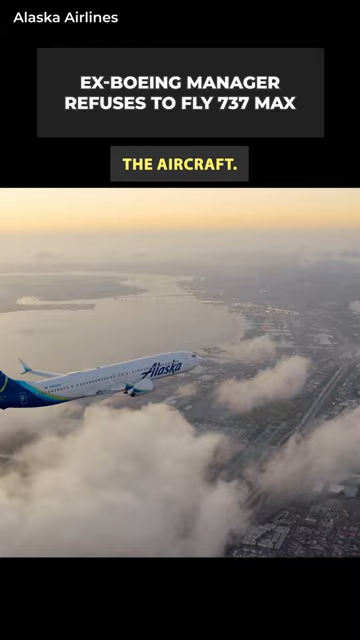 Alaska Airlines
EX-BOEING MANAGER
REFUSES TO FLY 737 MAX
THE AIRCRAFT.
Alaska